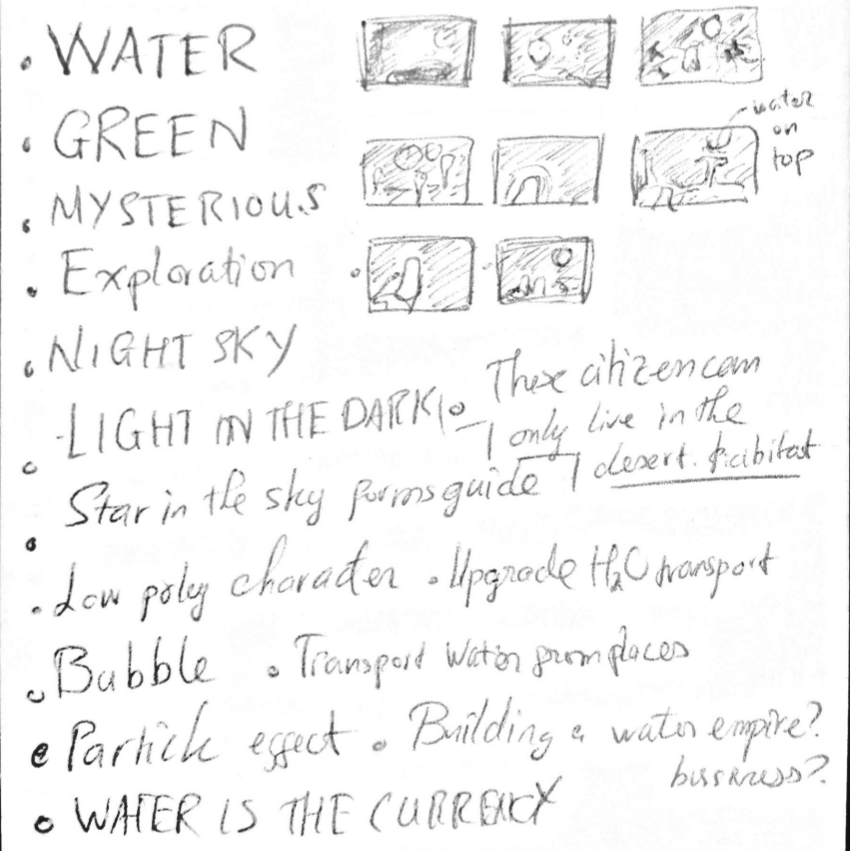 • WATER
• GREEN
water
on
top
• MYSTERIOUS
• Exploration
• NIGHT SKY
• LIGHT IN THE DARK
• These citizen can
only live in the
desert. habitat
• Star in the sky forms guide
• Low poly character
• Upgrade H₂O transport
• Bubble
• Transport Water from places
• Particle effect
• Building a water empire?
bussness?
• WATER IS THE CURRENCY